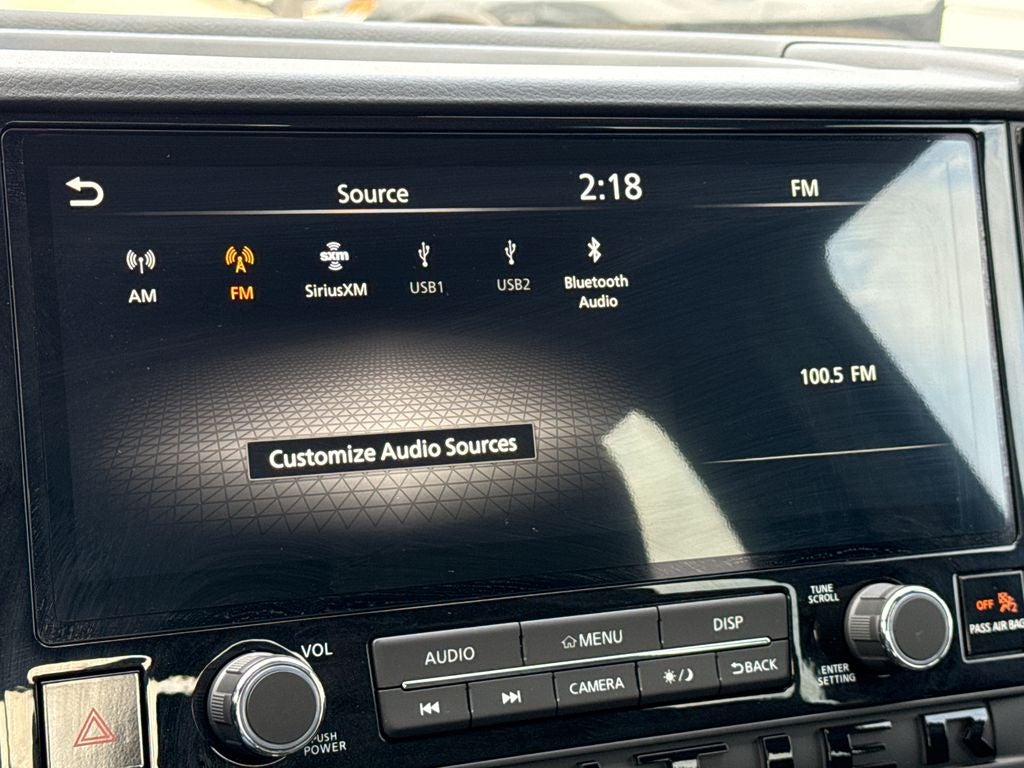 Source
2:18
FM
AM
FM
sxm
SiriusXM
USB1
USB2
Bluetooth
Audio
100.5 FM
Customize Audio Sources
VOL
PUSH
POWER
AUDIO
MENU
DISP
CAMERA
BACK
TUNE
SCROLL
ENTER
SETTING
OFF
PASS AIR BAG